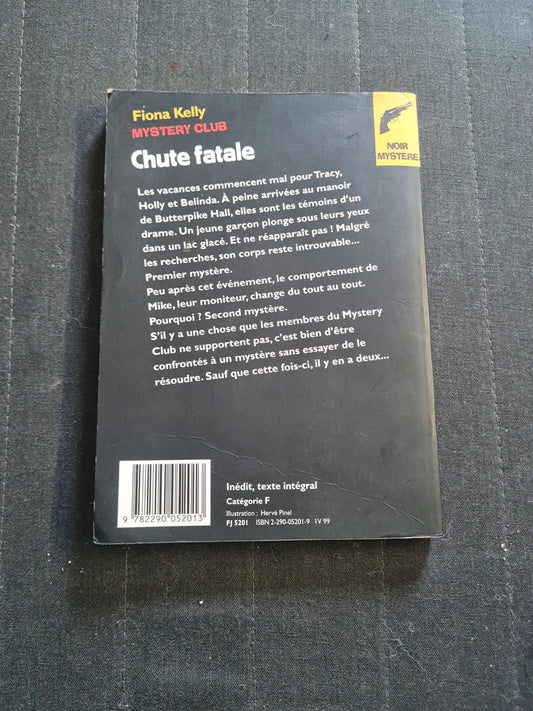 Fiona Kelly
MYSTERY CLUB
Chute fatale
NOIR
MYSTÈRE
Les vacances commencent mal pour Tracy,
Holly et Belinda. À peine arrivées au manoir
de Butterpike Hall, elles sont les témoins d'un
drame. Un jeune garçon plonge sous leurs yeux
dans un lac glacé. Et ne réapparaît pas ! Malgré
les recherches, son corps reste introuvable...
Premier mystère.
Peu après cet événement, le comportement de
Mike, leur moniteur, change du tout au tout.
Pourquoi ? Second mystère.
S'il y a une chose que les membres du Mystery
Club ne supportent pas, c'est bien d'être
confrontés à un mystère sans essayer de le
résoudre. Sauf que cette fois-ci, il y en a deux...
Inédit, texte intégral
Catégorie F
Illustration : Hervé Pinel
FJ 5201 ISBN 2-290-05201-9 1V 99
9 782290 052013